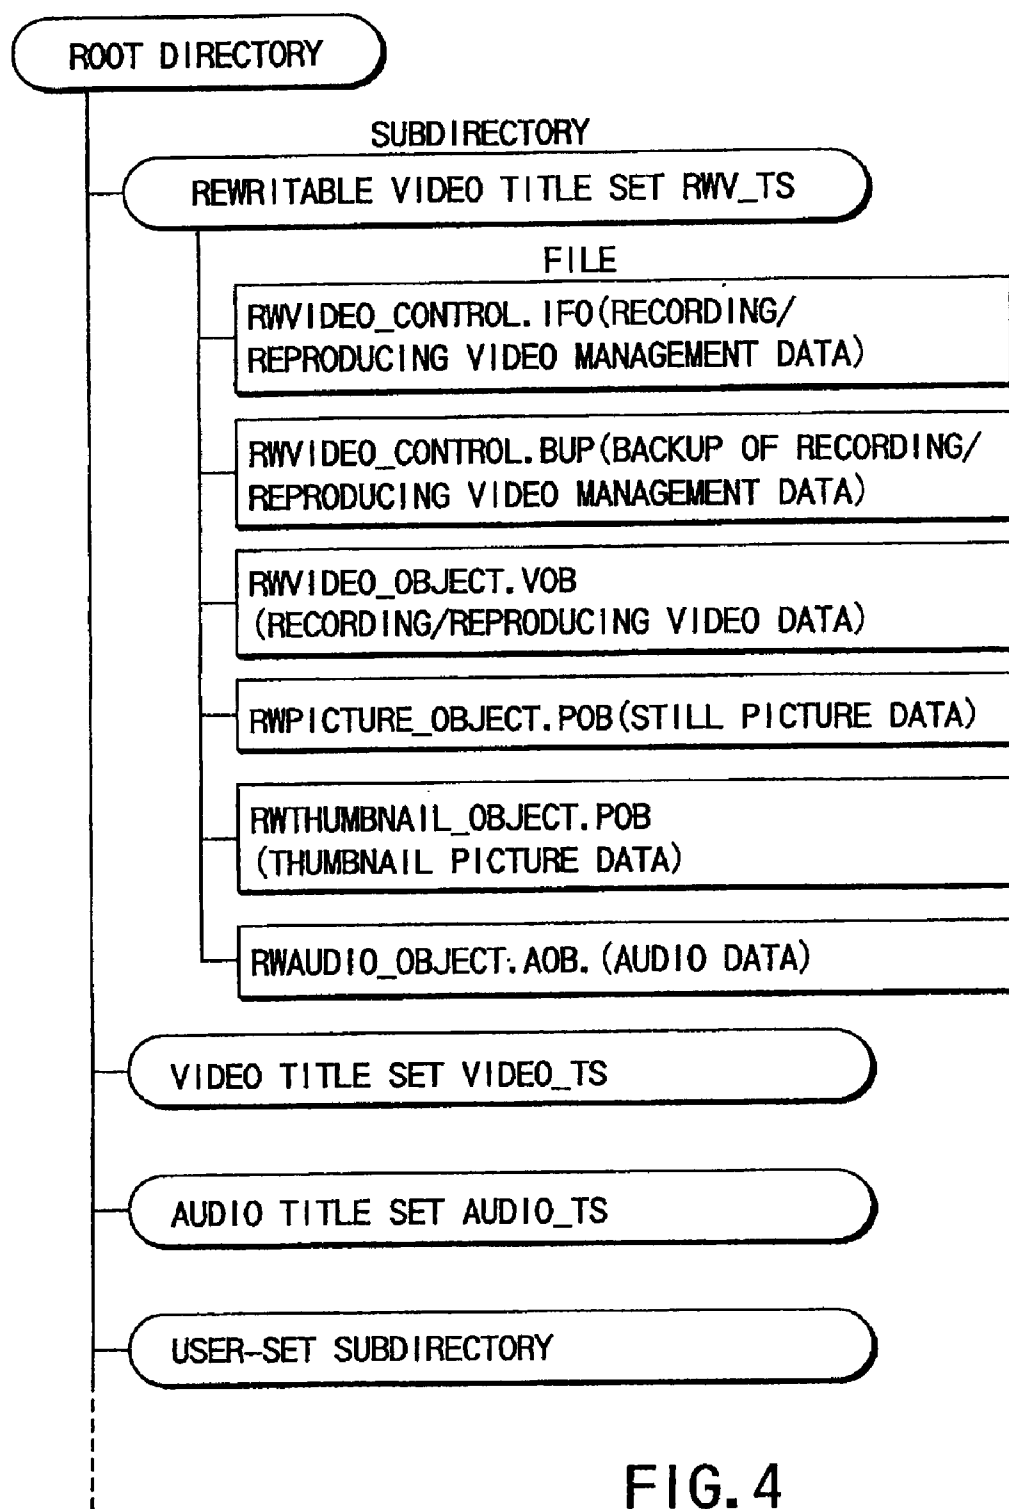 ROOT DIRECTORY
SUBDIRECTORY
REWRITABLE VIDEO TITLE SET RWV_TS
FILE
RWVIDEO_CONTROL.IFO(RECORDING/
REPRODUCING VIDEO MANAGEMENT DATA)
RWVIDEO_CONTROL.BUP(BACKUP OF RECORDING/
REPRODUCING VIDEO MANAGEMENT DATA)
RWVIDEO_OBJECT.VOB
(RECORDING/REPRODUCING VIDEO DATA)
RWPICTURE_OBJECT.POB(STILL PICTURE DATA)
RWTHUMBNAIL_OBJECT.POB
(THUMBNAIL PICTURE DATA)
RWAUDIO_OBJECT.AOB.(AUDIO DATA)
VIDEO TITLE SET VIDEO_TS
AUDIO TITLE SET AUDIO_TS
USER-SET SUBDIRECTORY
FIG.4